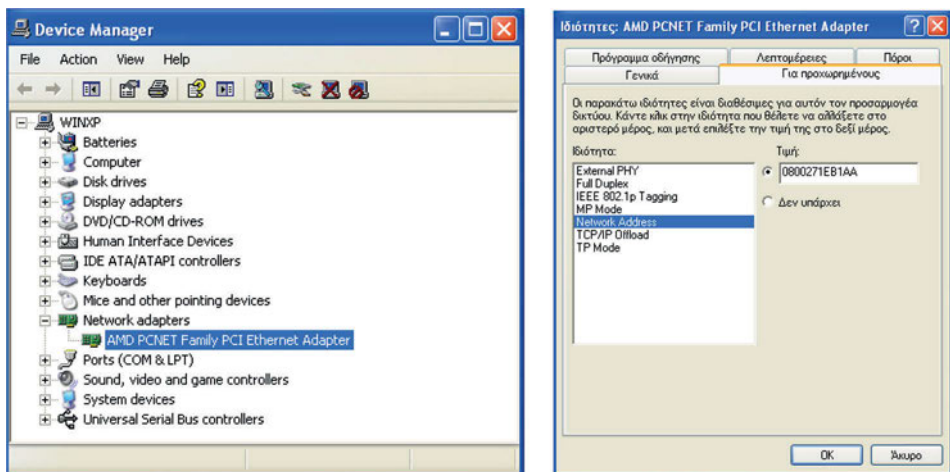 Device Manager
File Action View Help
WINXP
Batteries
Computer
Disk drives
Display adapters
DVD/CD-ROM drives
Human Interface Devices
IDE ATA/ATAPI controllers
Keyboards
Mice and other pointing devices
Network adapters
AMD PCNET Family PCI Ethernet Adapter
Ports (COM & LPT)
Sound, video and game controllers
System devices
Universal Serial Bus controllers
Ιδιότητες: AMD PCNET Family PCI Ethernet Adapter
Πρόγραμμα οδήγησης Λεπτομέρειες Πόροι
Γενικά Για προχωρημένους
Οι παρακάτω ιδιότητες είναι διαθέσιμες για αυτόν τον προσαρμογέα
δικτύου. Κάντε κλικ στην ιδιότητα που θέλετε να αλλάξετε στο
αριστερό μέρος, και μετά επιλέξτε την τιμή της στο δεξί μέρος.
Ιδιότητα: Τιμή:
External PHY
Full Duplex
IEEE 802.1p Tagging
MP Mode
Network Address
TCP/IP Offload
TP Mode
0800271EB1AA
Δεν υπάρχει
OK Άκυρο